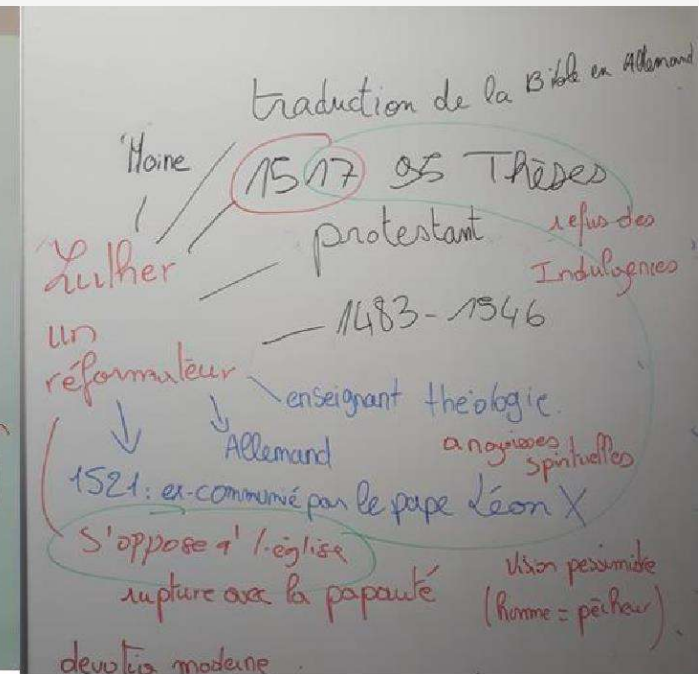 traduction de la Bible en Allemand
Moine
1517 95 Thèses
protestant
refus des
Indulgences
Luther
un
réformateur
1483-1546
enseignant théologie.
Allemand
angoisses
spirituelles
1521: ex-communié par le pape Léon X
S'oppose à l'église
rupture avec la papauté
vision pessimiste
(homme = pécheur)
devotio moderne.